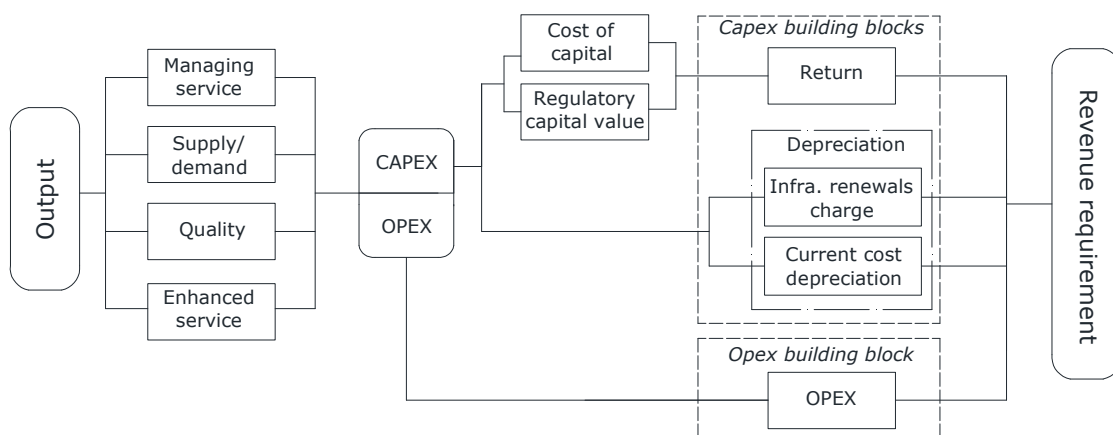 Output
Managing
service
Supply/
demand
Quality
Enhanced
service
CAPEX
OPEX
Cost of
capital
Regulatory
capital value
Capex building blocks
Return
Depreciation
Infra. renewals
charge
Current cost
depreciation
Opex building block
OPEX
Revenue requirement